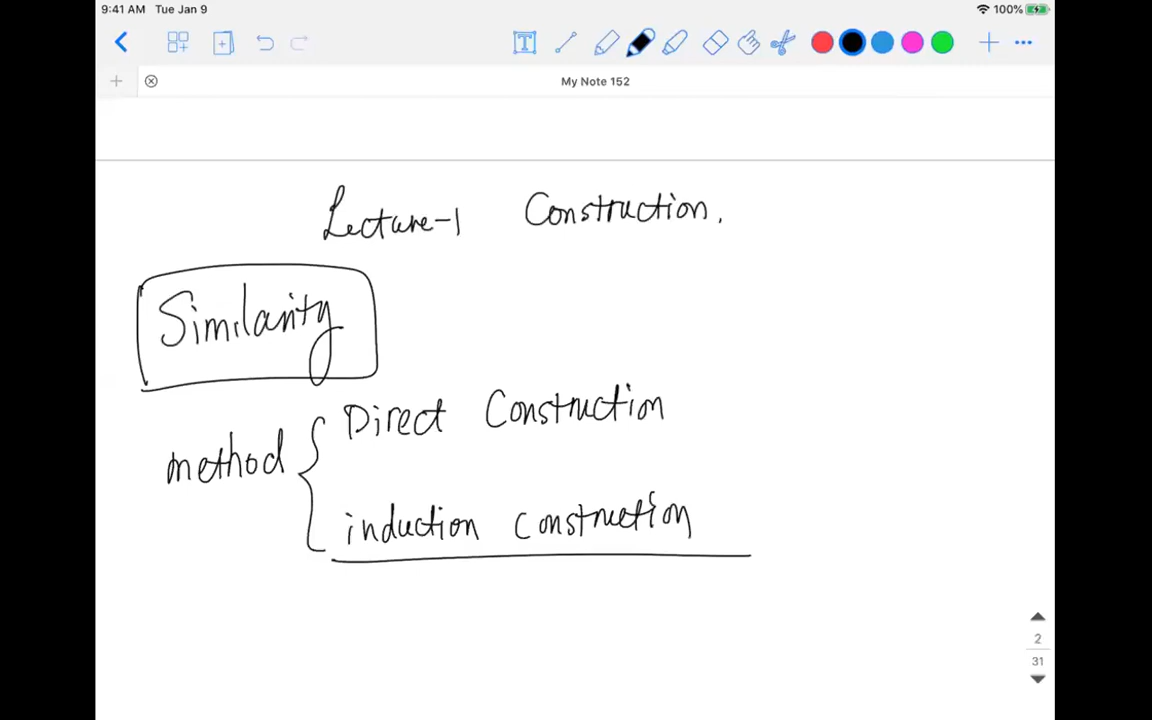 9:41 AM Tue Jan 9
100%
My Note 152
Lecture-1 Construction.
Similarity
Direct Construction
method
induction construction
2
31